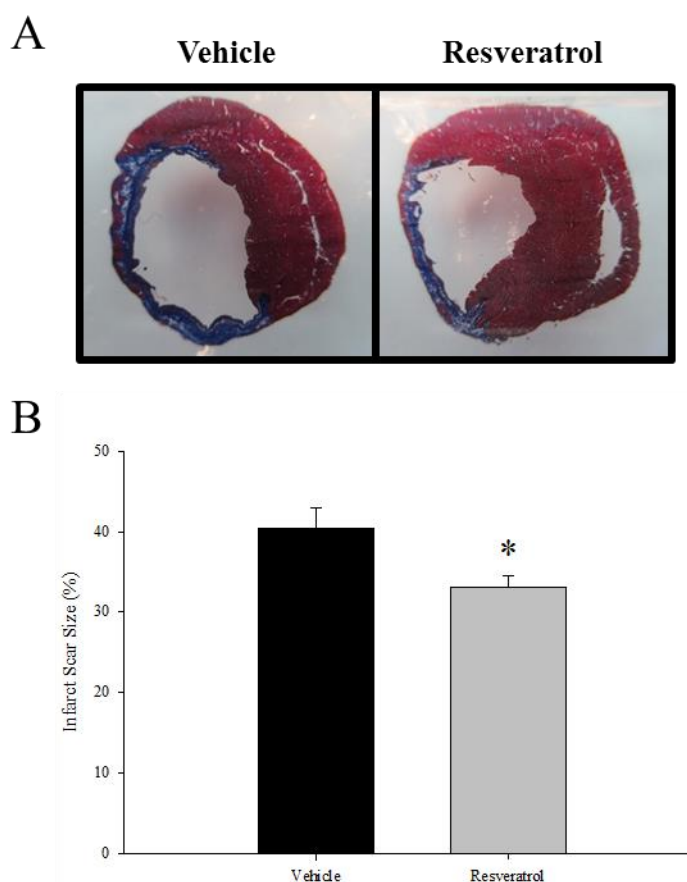 A
Vehicle Resveratrol
B
50
40
30
20
10
0
Infarct Scar Size (%)
*
Vehicle Resveratrol